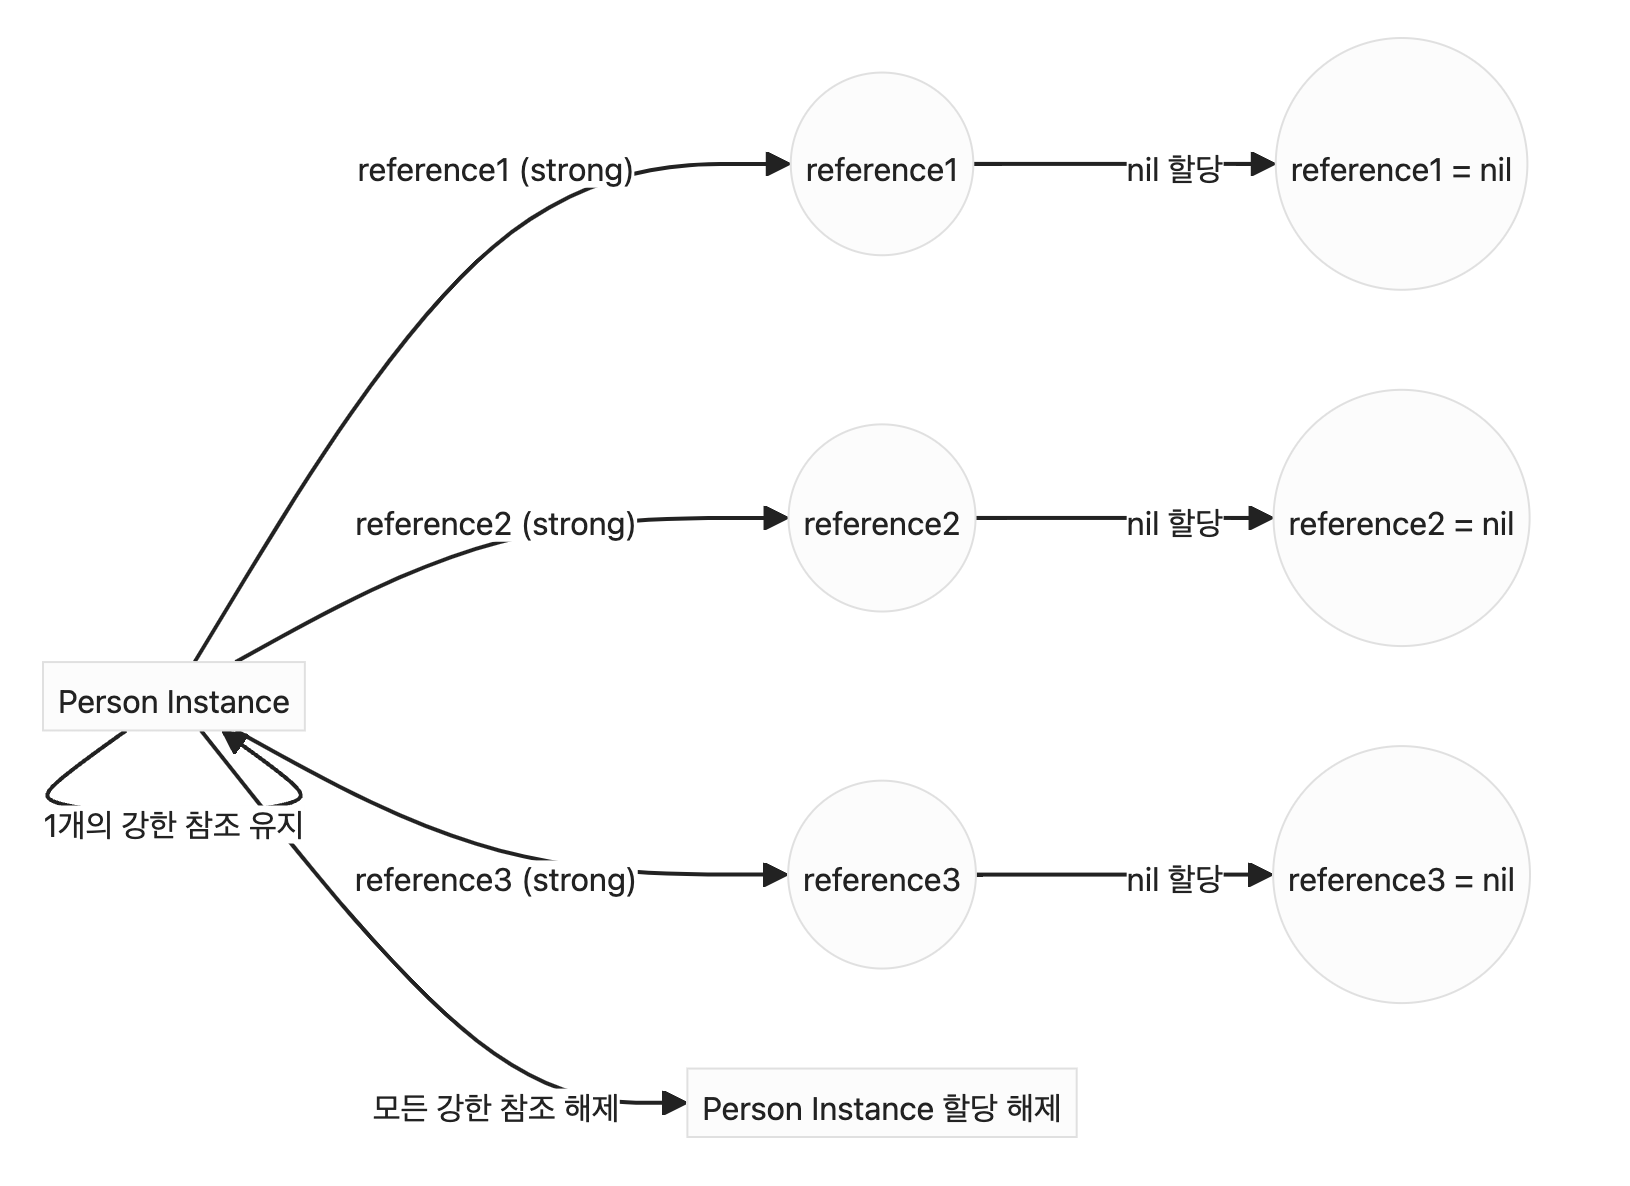 reference1 (strong)
reference1
nil 할당
reference1 = nil
reference2 (strong)
reference2
nil 할당
reference2 = nil
Person Instance
1개의 강한 참조 유지
reference3 (strong)
reference3
nil 할당
reference3 = nil
모든 강한 참조 해제
Person Instance 할당 해제